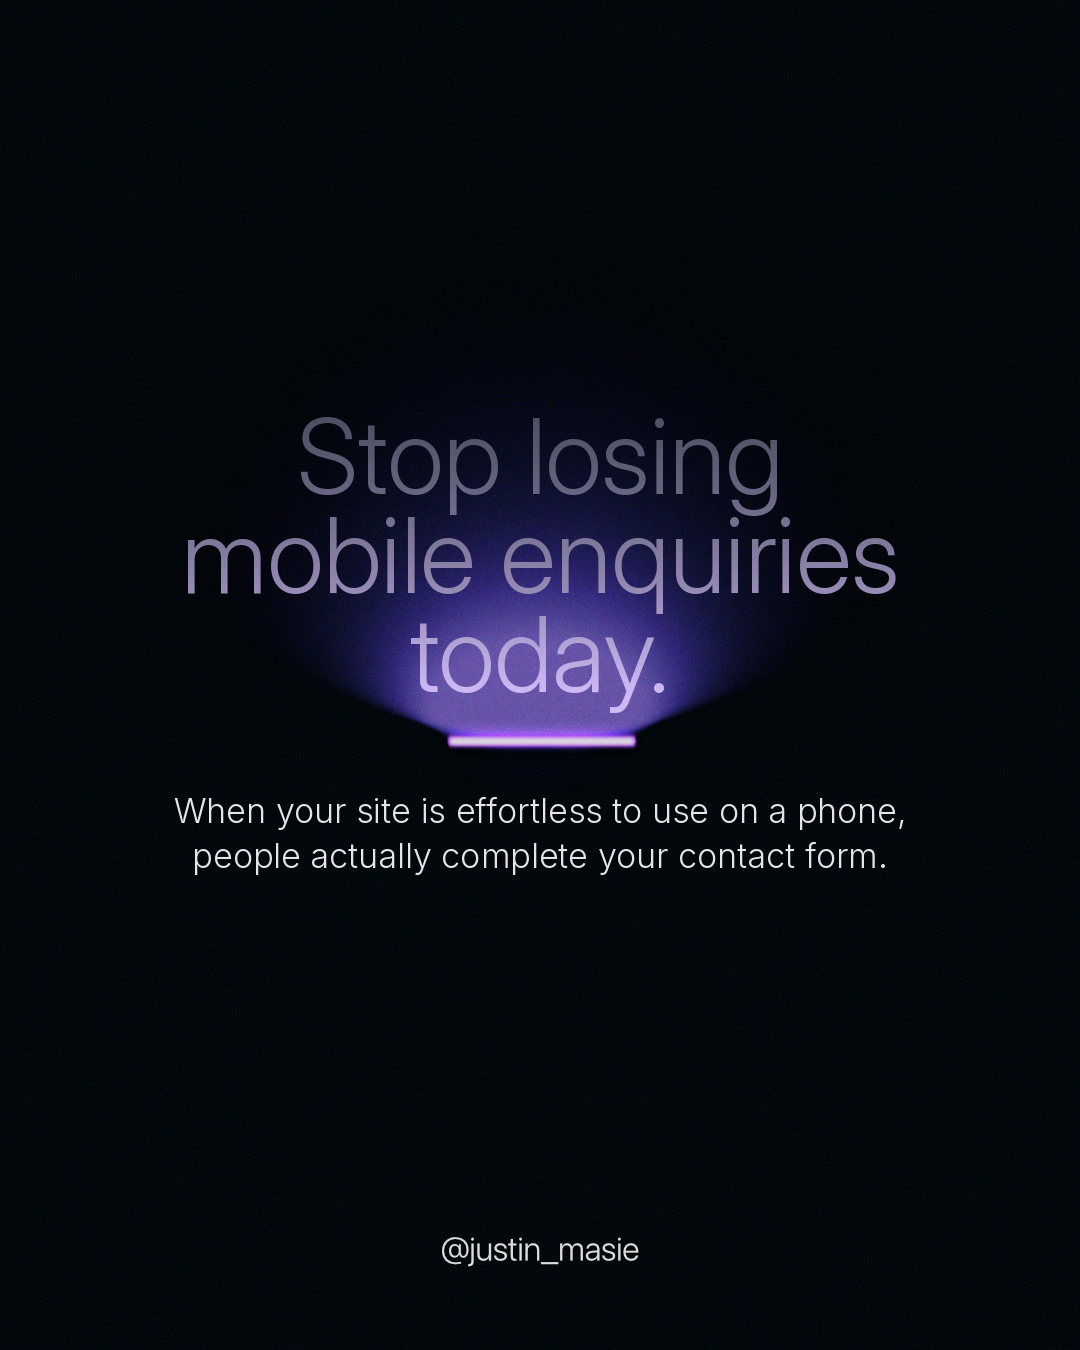 Stop losing
mobile enquiries
today.
When your site is effortless to use on a phone,
people actually complete your contact form.
@justin_masie